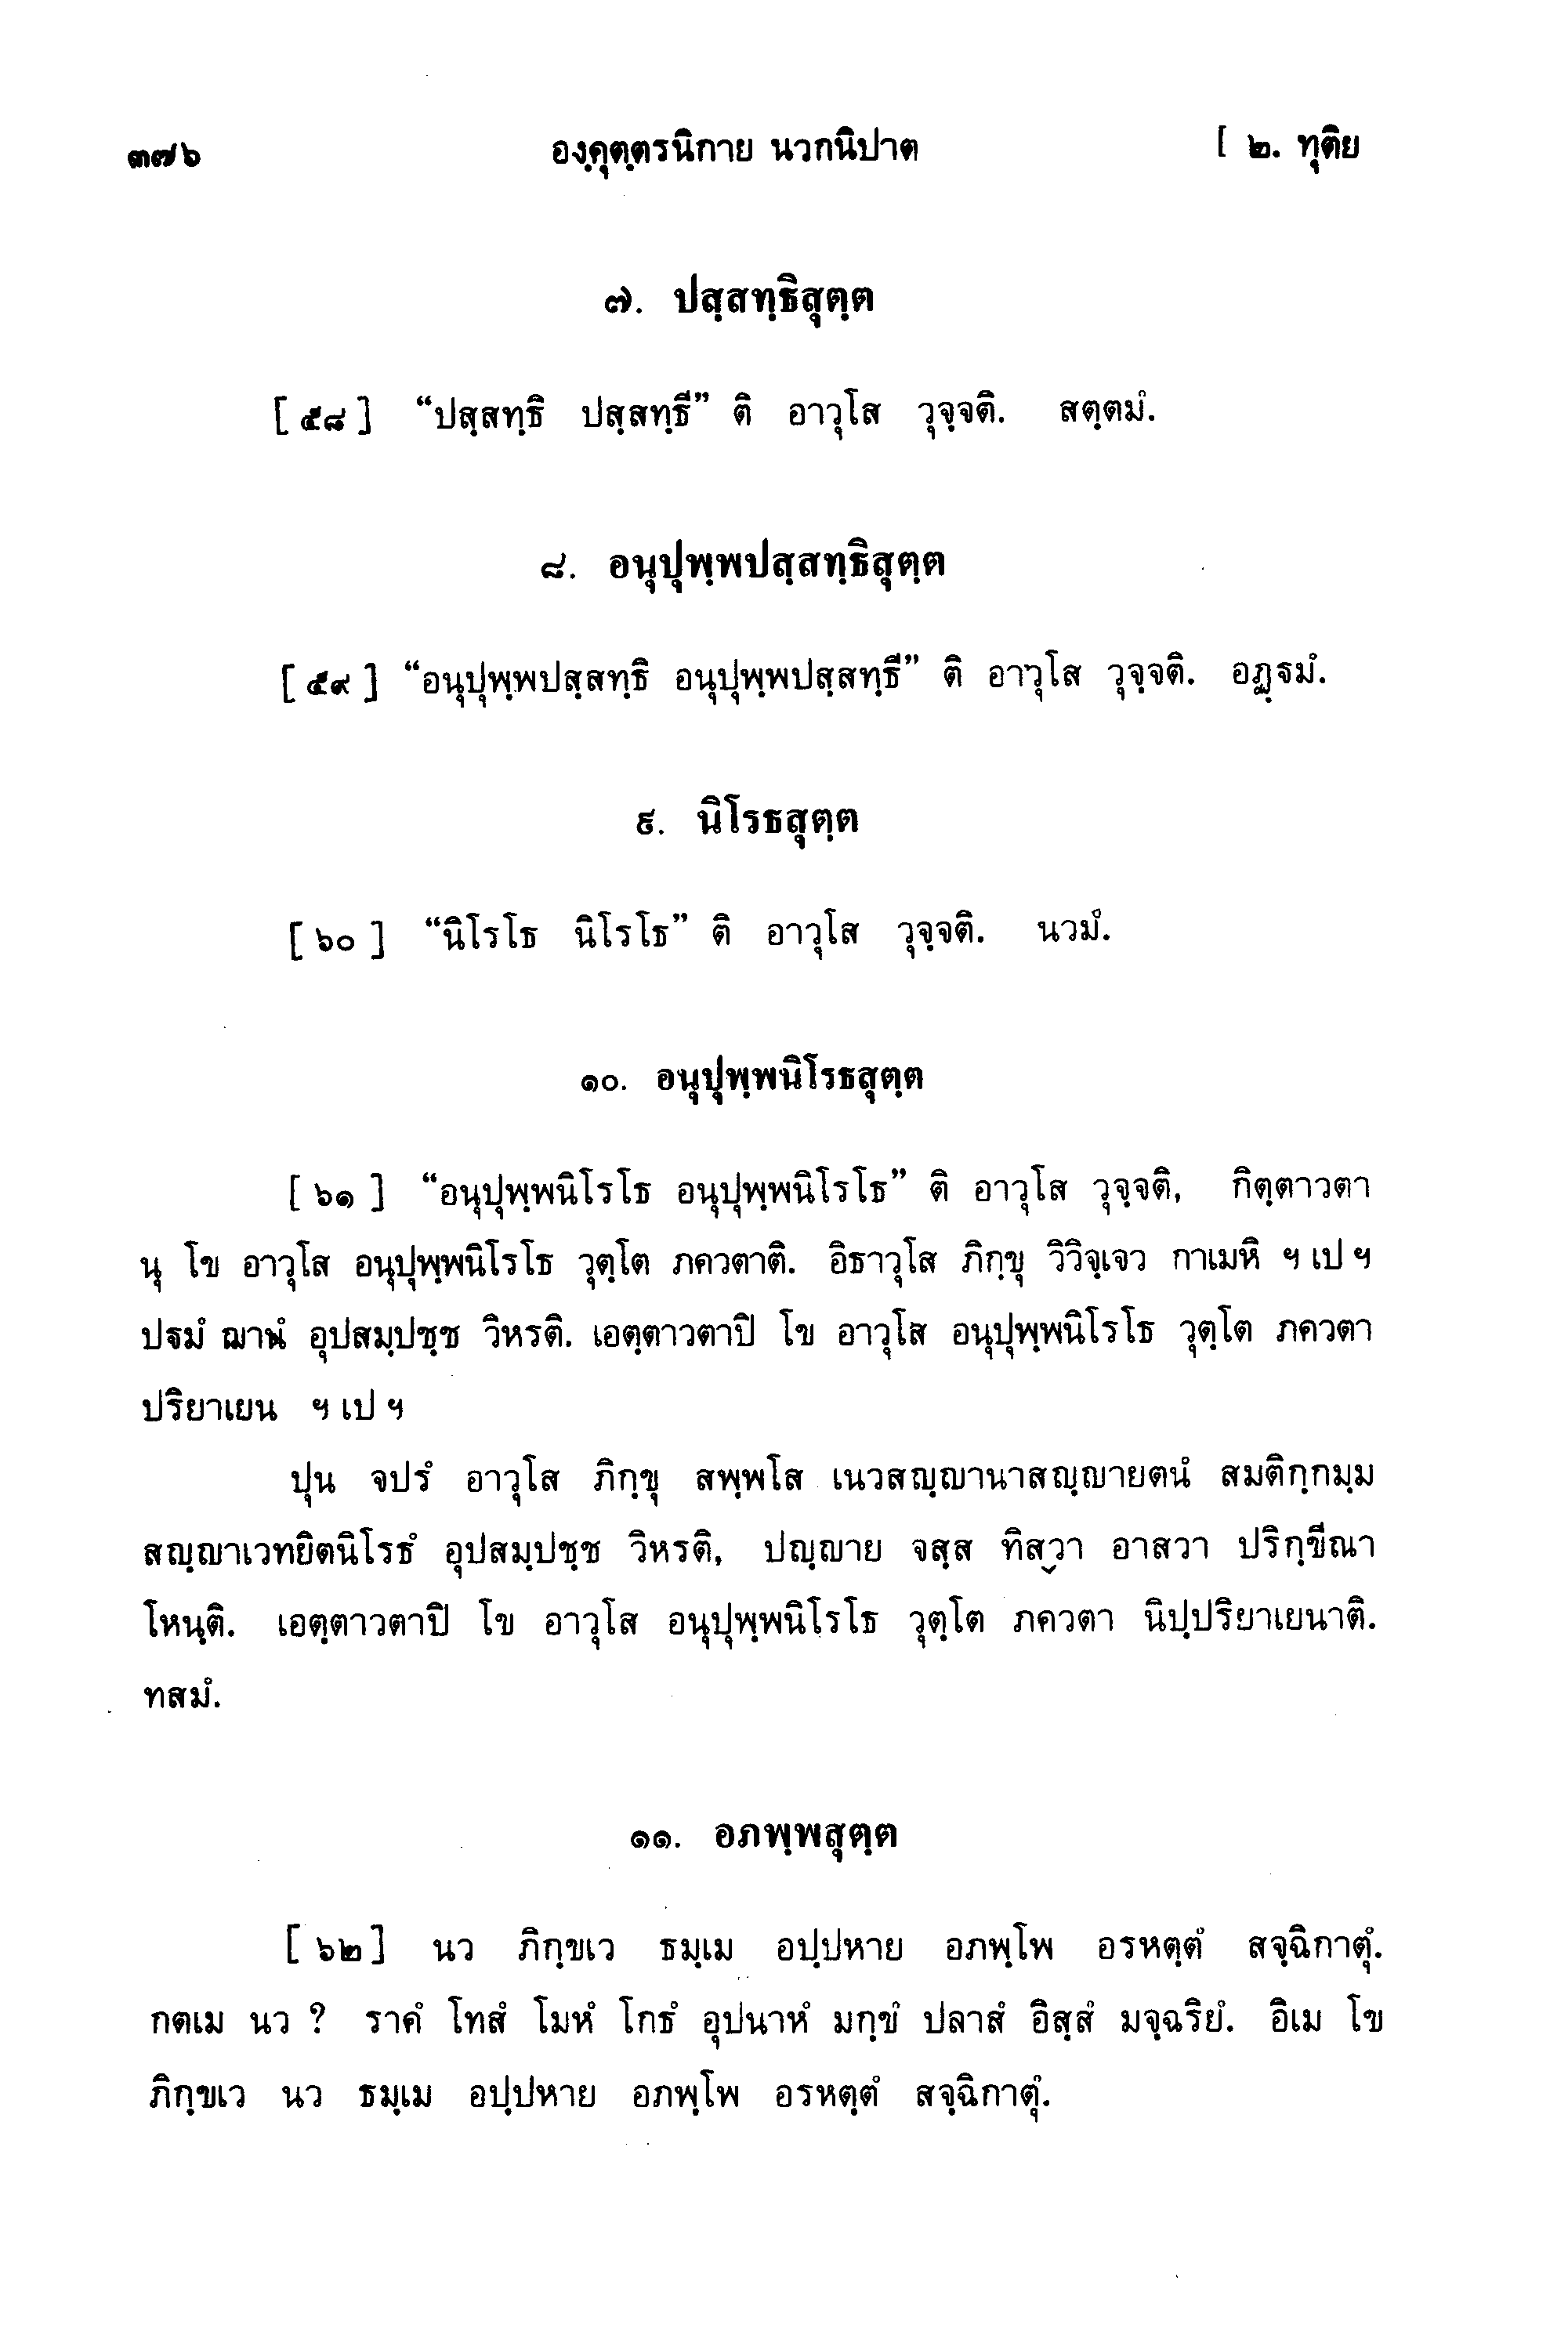 ๓๗๖ องฺคุตฺตรนิกาย นวกนิปาต [ ๒. ทุติย
๗. ปสฺสทฺธิสุตฺต
[ ๕๘ ] “ปสฺสทฺธิ ปสฺสทฺธี” ติ อาวุโส วุจฺจติ. สตฺตมํ.
๘. อนุปุพฺพปสฺสทฺธิสุตฺต
[ ๕๙ ] “อนุปุพฺพปสฺสทฺธิ อนุปุพฺพปสฺสทฺธี” ติ อาวุโส วุจฺจติ. อฏฺฐมํ.
๙. นิโรธสุตฺต
[ ๖๐ ] “นิโรโธ นิโรโธ” ติ อาวุโส วุจฺจติ. นวมํ.
๑๐. อนุปุพฺพนิโรธสุตฺต
[ ๖๑ ] “อนุปุพฺพนิโรโธ อนุปุพฺพนิโรโธ” ติ อาวุโส วุจฺจติ, กิตฺตาวตา
นุ โข อาวุโส อนุปุพฺพนิโรโธ วุตฺโต ภควตาติ. อิธาวุโส ภิกฺขุ วิวิจฺเจว กาเมหิ ฯ เป ฯ
ปฐมํ ฌานํ อุปสมฺปชฺช วิหรติ. เอตฺตาวตาปิ โข อาวุโส อนุปุพฺพนิโรโธ วุตฺโต ภควตา
ปริยาเยน ฯ เป ฯ
ปุน จปรํ อาวุโส ภิกฺขุ สพฺพโส เนวสญฺญานาสญฺญายตนํ สมติกฺกมฺม
สญฺญาเวทยิตนิโรธํ อุปสมฺปชฺช วิหรติ, ปญฺญาย จสฺส ทิสฺวา อาสวา ปริกฺขีณา
โหนฺติ. เอตฺตาวตาปิ โข อาวุโส อนุปุพฺพนิโรโธ วุตฺโต ภควตา นิปฺปริยาเยนาติ.
ทสมํ.
๑๑. อภพฺพสุตฺต
[ ๖๒ ] นว ภิกฺขเว ธมฺเม อปฺปหาย อภพฺโพ อรหตฺตํ สจฺฉิกาตุํ.
กตเม นว ? ราคํ โทสํ โมหํ โกธํ อุปนาหํ มกฺขํ ปลาสํ อิสฺสํ มจฺฉริยํ. อิเม โข
ภิกฺขเว นว ธมฺเม อปฺปหาย อภพฺโพ อรหตฺตํ สจฺฉิกาตุํ.